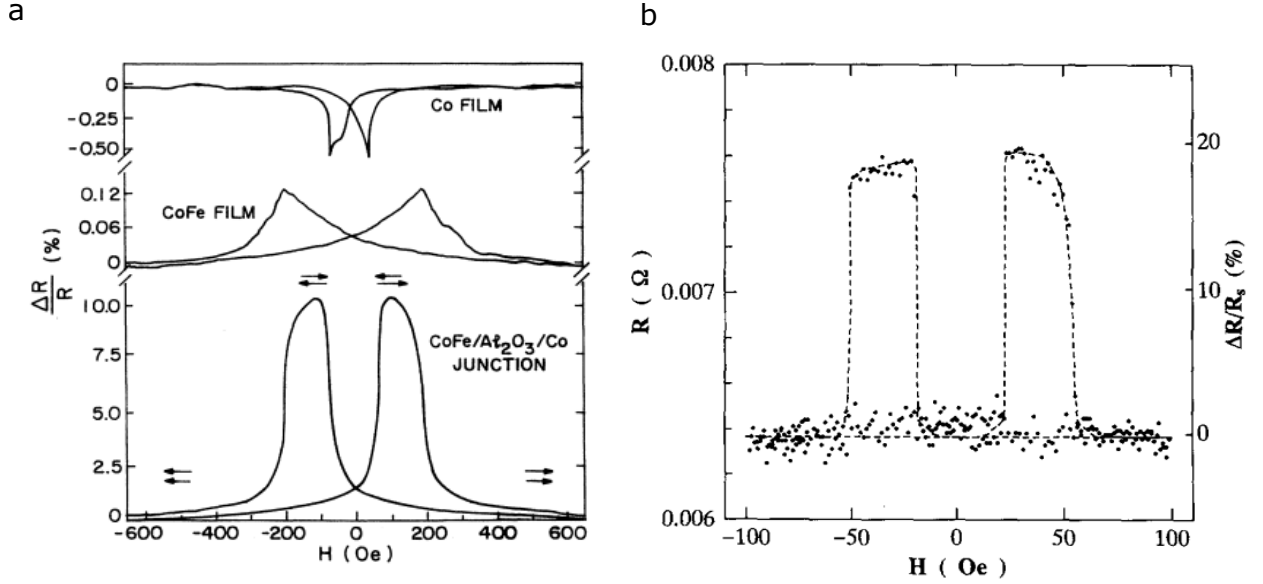 a
0
-0.25
-0.50
Co FILM
0.12
0.06
0
CoFe FILM
ΔR/R (%)
10.0
7.5
5.0
2.5
0
CoFe/Aℓ2O3/Co
JUNCTION
-600 -400 -200 0 200 400 600
H (Oe)
b
0.008
0.007
0.006
R ( Ω )
20
10
0
ΔR/Rs (%)
-100 -50 0 50 100
H ( Oe)